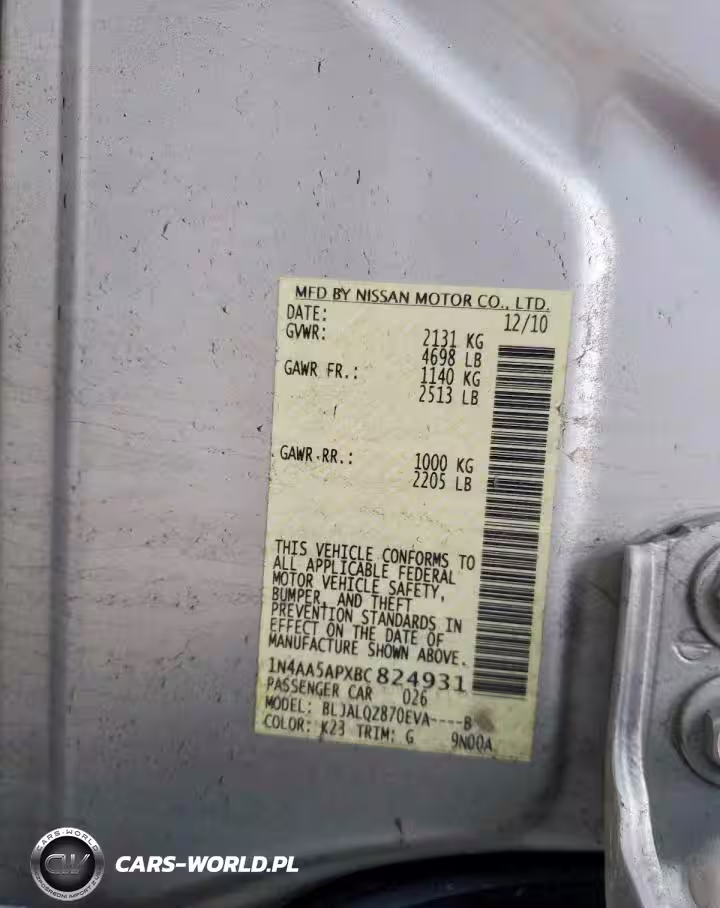 MFD BY NISSAN MOTOR CO., LTD.
DATE: 12/10
GVWR: 2131 KG
4698 LB
GAWR FR.: 1140 KG
2513 LB
GAWR RR.: 1000 KG
2205 LB
THIS VEHICLE CONFORMS TO
ALL APPLICABLE FEDERAL
MOTOR VEHICLE SAFETY,
BUMPER, AND THEFT
PREVENTION STANDARDS IN
EFFECT ON THE DATE OF
MANUFACTURE SHOWN ABOVE.
1N4AA5APXBC824931
PASSENGER CAR 026
MODEL: BLJALQZ870EVA----B
COLOR: K23 TRIM: G 9N00A
CARS-WORLD
CW
CARS-WORLD.PL